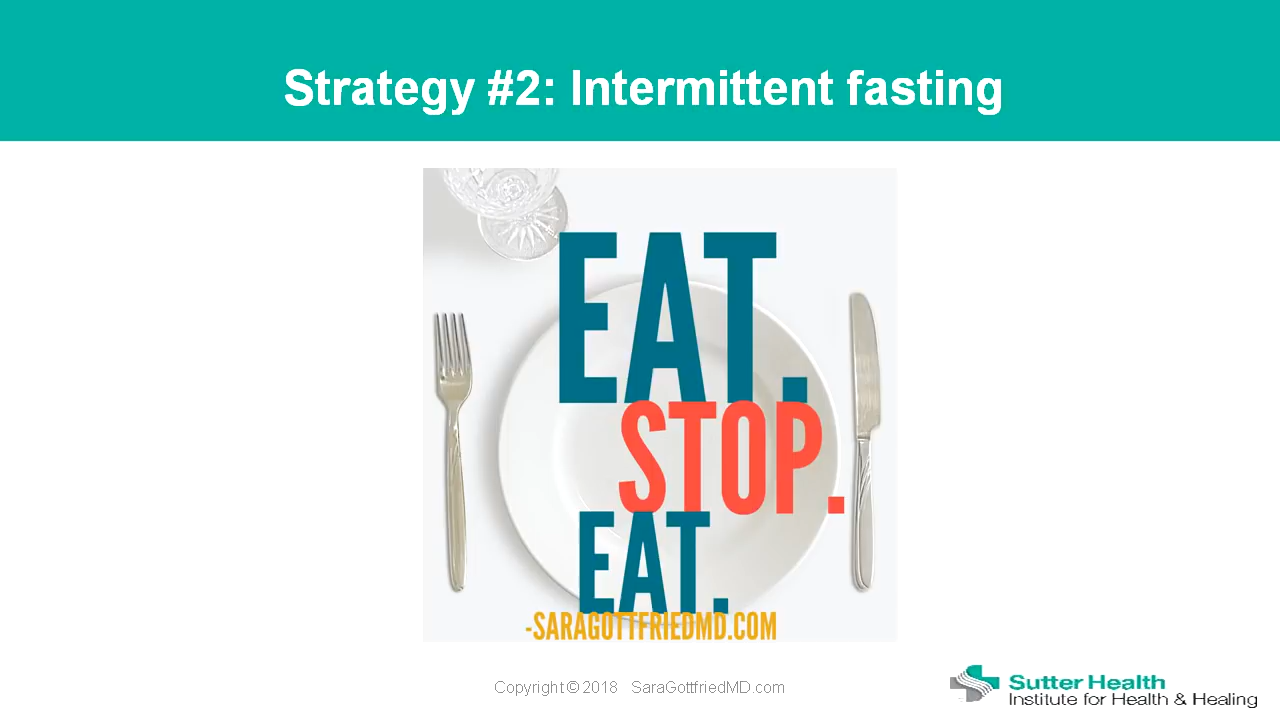 Strategy #2: Intermittent fasting
EAT.
STOP.
EAT.
-SARAGOTTFRIEDMD.COM
Copyright © 2018 SaraGottfriedMD.com
Sutter Health
Institute for Health & Healing